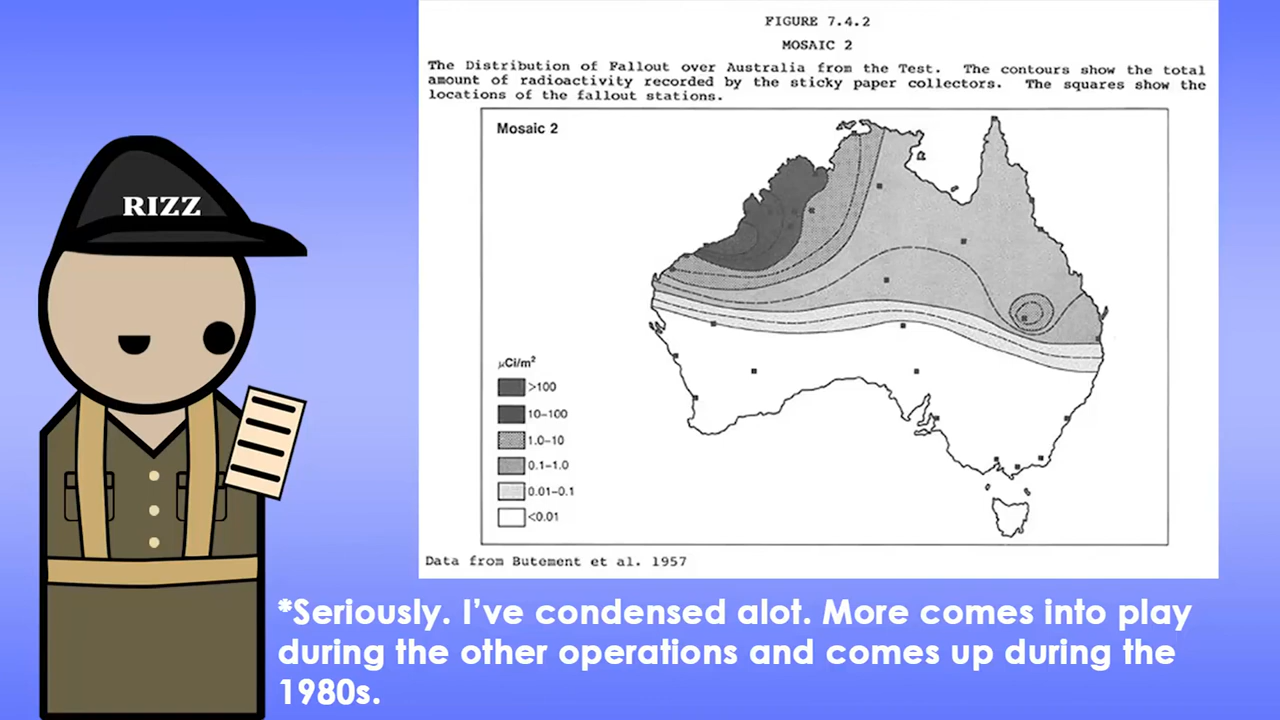 FIGURE 7.4.2
MOSAIC 2
The Distribution of Fallout over Australia from the Test. The contours show the total
amount of radioactivity recorded by the sticky paper collectors. The squares show the
locations of the fallout stations.
Mosaic 2
RIZZ
μCi/m²
>100
10–100
1.0–10
0.1–1.0
0.01–0.1
<0.01
Data from Butement et al. 1957
*Seriously. I've condensed alot. More comes into play
during the other operations and comes up during the
1980s.